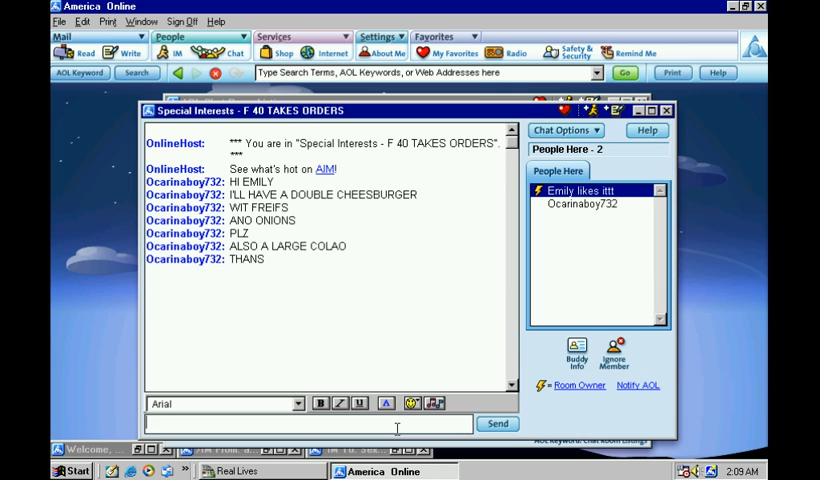 America Online
File Edit Print Window Sign Off Help
Mail People Services Settings Favorites
Read Write IM Chat Shop Internet About Me My Favorites Radio Safety & Security Remind Me
AOL Keyword Search Type Search Terms, AOL Keywords, or Web Addresses here Go Print Help
Special Interests - F 40 TAKES ORDERS
OnlineHost: *** You are in "Special Interests - F 40 TAKES ORDERS".
***
OnlineHost: See what's hot on AIM!
Ocarinaboy732: HI EMILY
Ocarinaboy732: I'LL HAVE A DOUBLE CHEESBURGER
Ocarinaboy732: WIT FREIFS
Ocarinaboy732: ANO ONIONS
Ocarinaboy732: PLZ
Ocarinaboy732: ALSO A LARGE COLAO
Ocarinaboy732: THANS
Chat Options Help
People Here - 2
People Here
Emily likes ittt
Ocarinaboy732
Buddy Info
Ignore Member
= Room Owner Notify AOL
Arial B I U A
Send
Welcome,
Start Real Lives America Online 2:09 AM